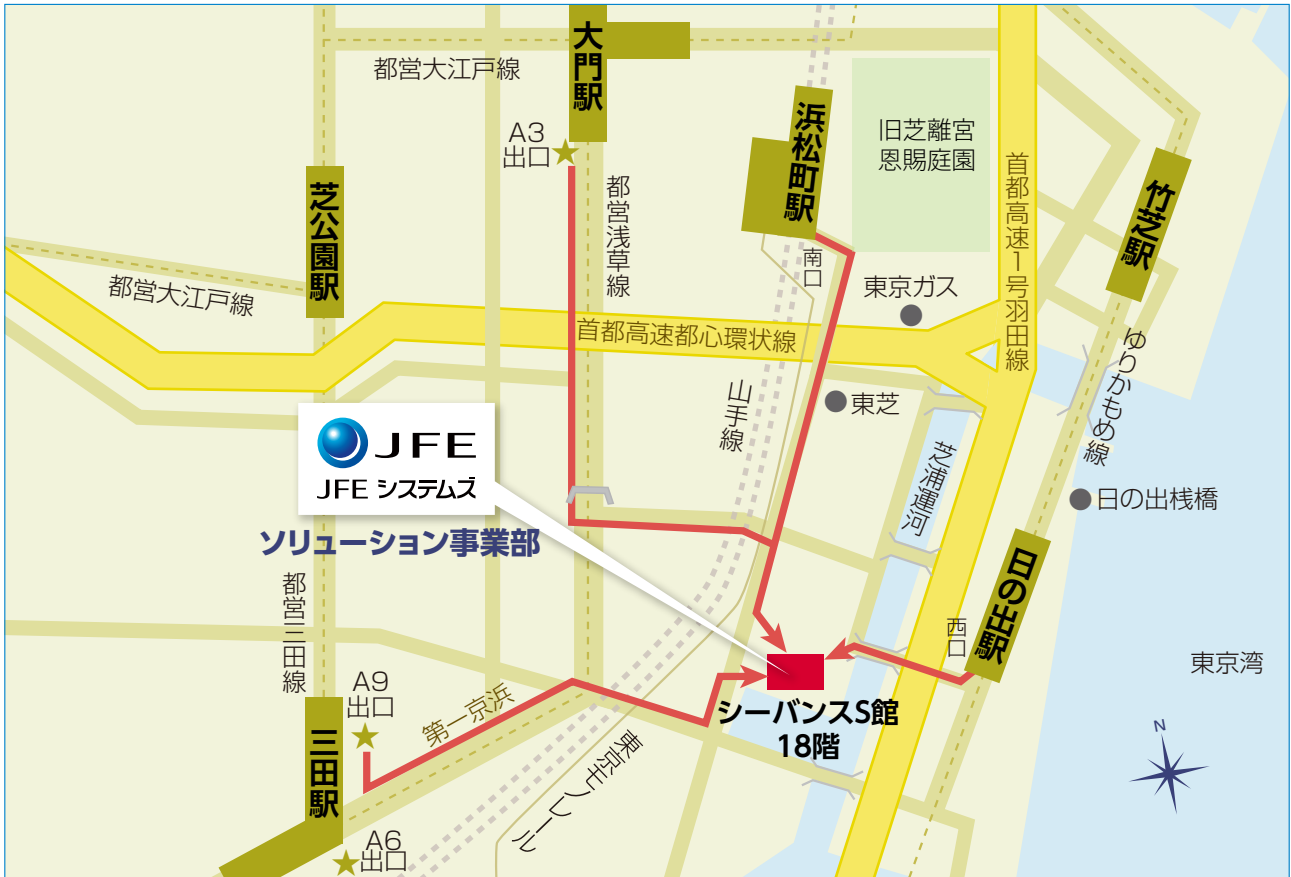 大門駅
都営大江戸線
A3
出口
浜松町駅
旧芝離宮
恩賜庭園
首都高速1号羽田線
竹芝駅
芝公園駅
都営浅草線
南口
東京ガス
都営大江戸線
首都高速都心環状線
ゆりかもめ線
山手線
東芝
JFE
JFE システムズ
ソリューション事業部
芝浦運河
日の出桟橋
日の出駅
都営三田線
西口
東京湾
A9
出口
第一京浜
シーバンスS館
18階
三田駅
東京モノレール
A6
出口
N